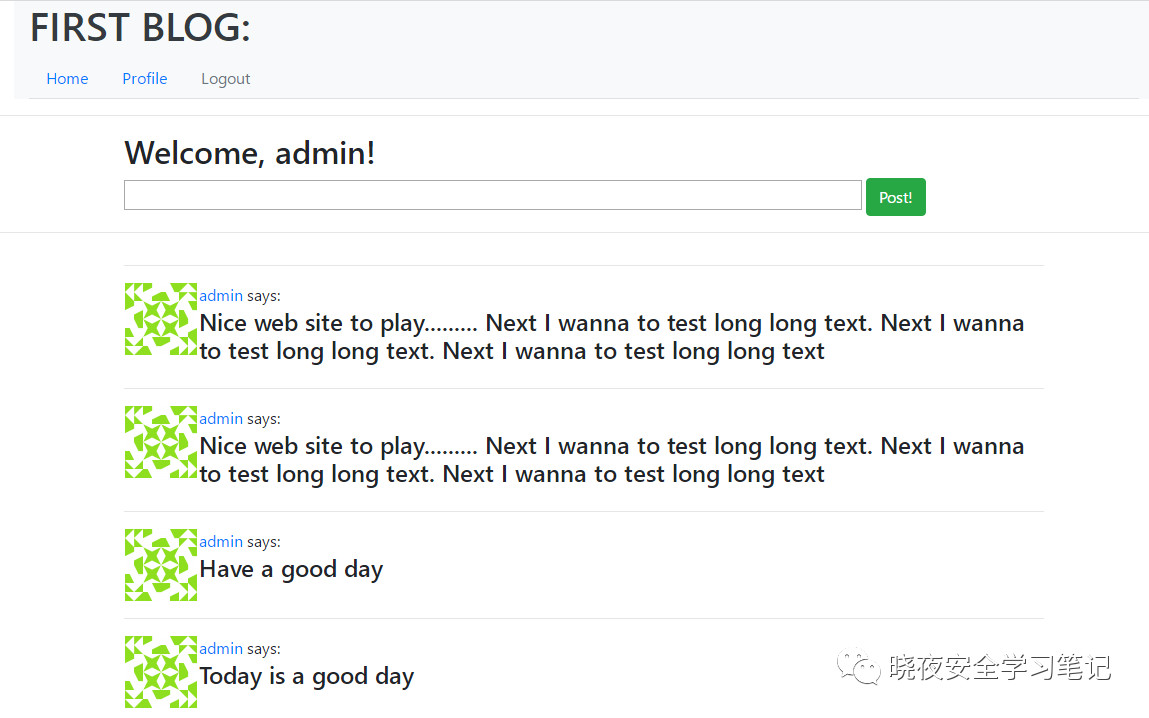 FIRST BLOG:
Home Profile Logout
Welcome, admin!
Post!
admin says:
Nice web site to play......... Next I wanna to test long long text. Next I wanna
to test long long text. Next I wanna to test long long text
admin says:
Nice web site to play......... Next I wanna to test long long text. Next I wanna
to test long long text. Next I wanna to test long long text
admin says:
Have a good day
admin says:
Today is a good day
晓夜安全学习笔记